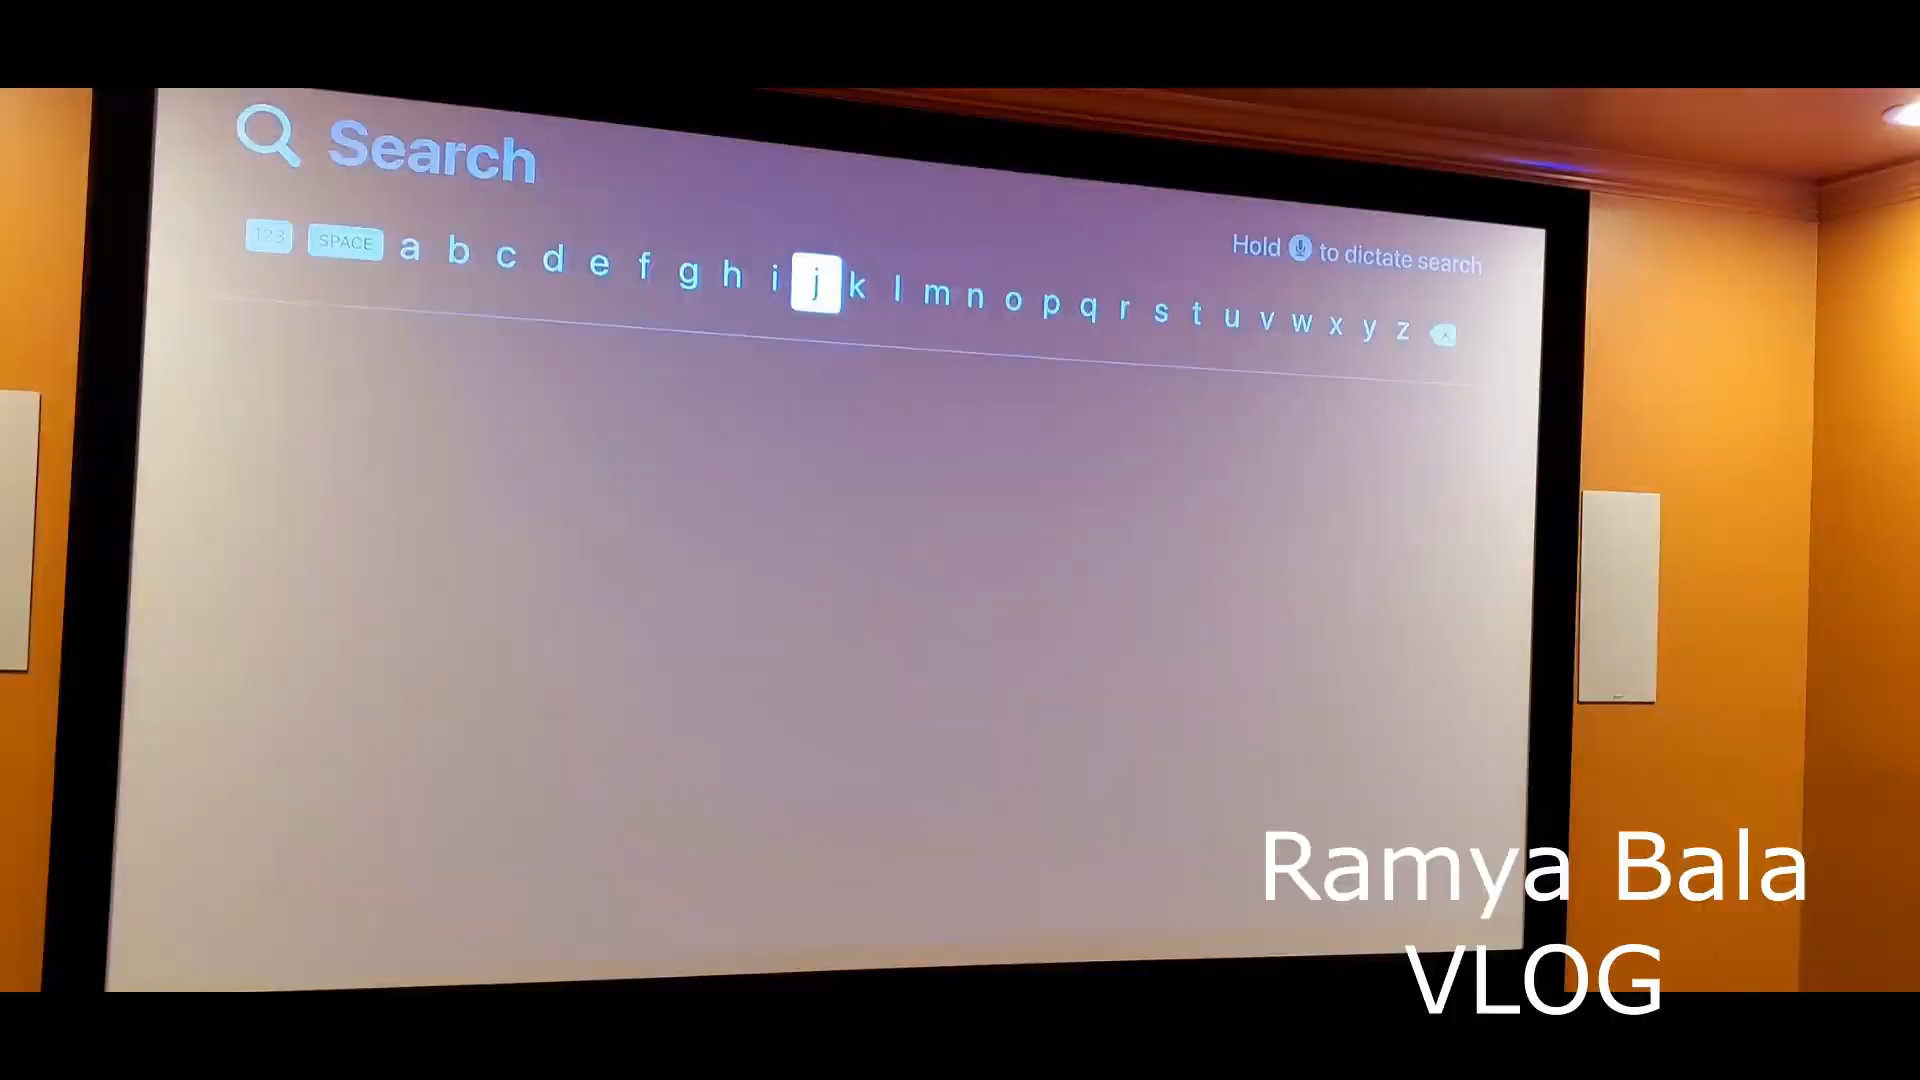 Search
123 SPACE a b c d e f g h i j k l m n o p q r s t u v w x y z
Hold to dictate search
Ramya Bala
VLOG